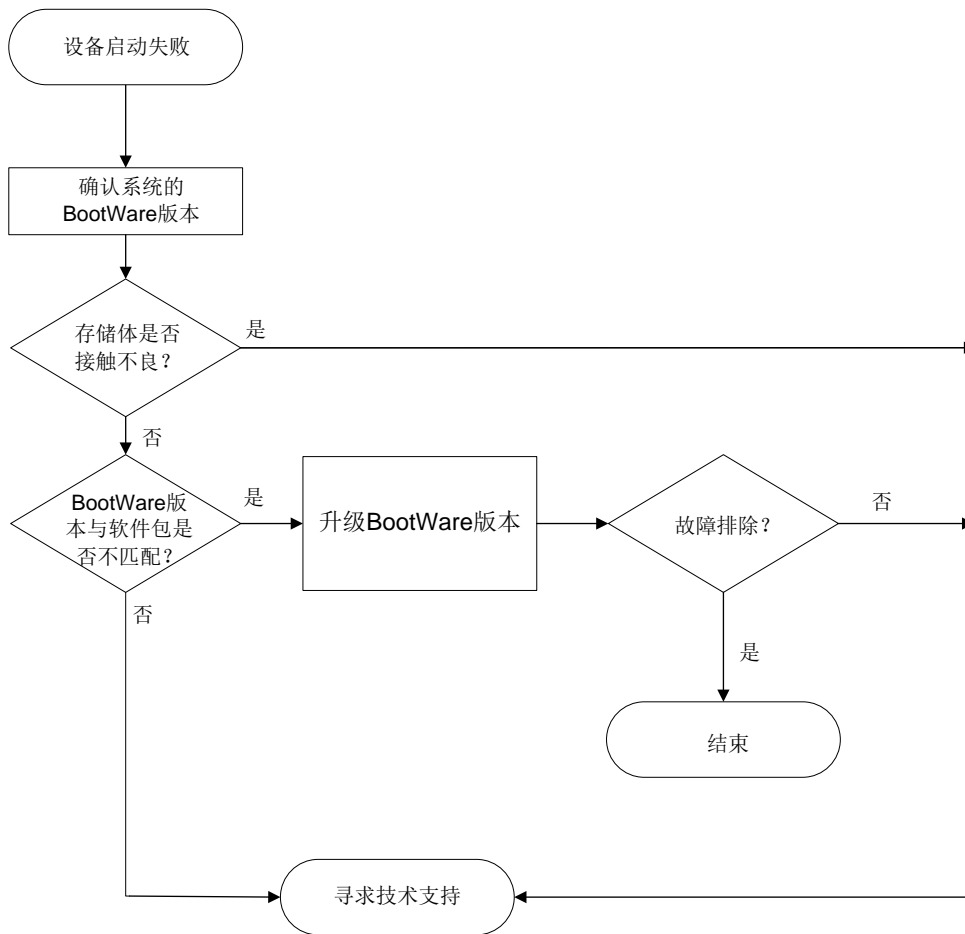 设备启动失败
确认系统的
BootWare版本
存储体是否
接触不良？
是
否
BootWare版
本与软件包是
否不匹配？
是
升级BootWare版本
故障排除？
否
否
是
结束
寻求技术支持